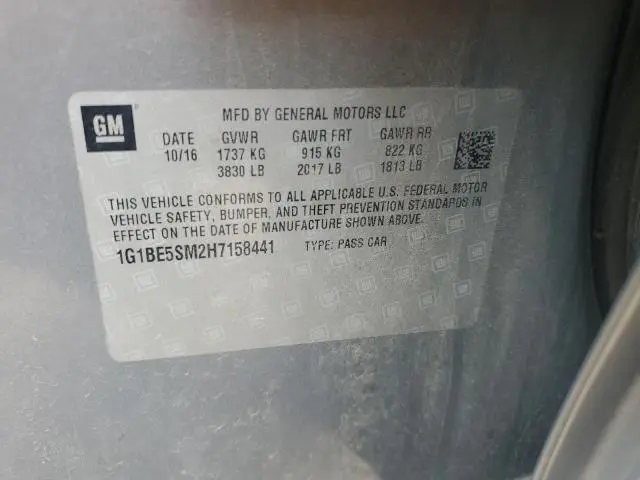 GM
MFD BY GENERAL MOTORS LLC
DATE GVWR GAWR FRT GAWR RR
10/16 1737 KG 915 KG 822 KG
3830 LB 2017 LB 1813 LB
THIS VEHICLE CONFORMS TO ALL APPLICABLE U.S. FEDERAL MOTOR
VEHICLE SAFETY, BUMPER, AND THEFT PREVENTION STANDARDS IN
EFFECT ON THE DATE OF MANUFACTURE SHOWN ABOVE.
1G1BE5SM2H7158441 TYPE: PASS CAR